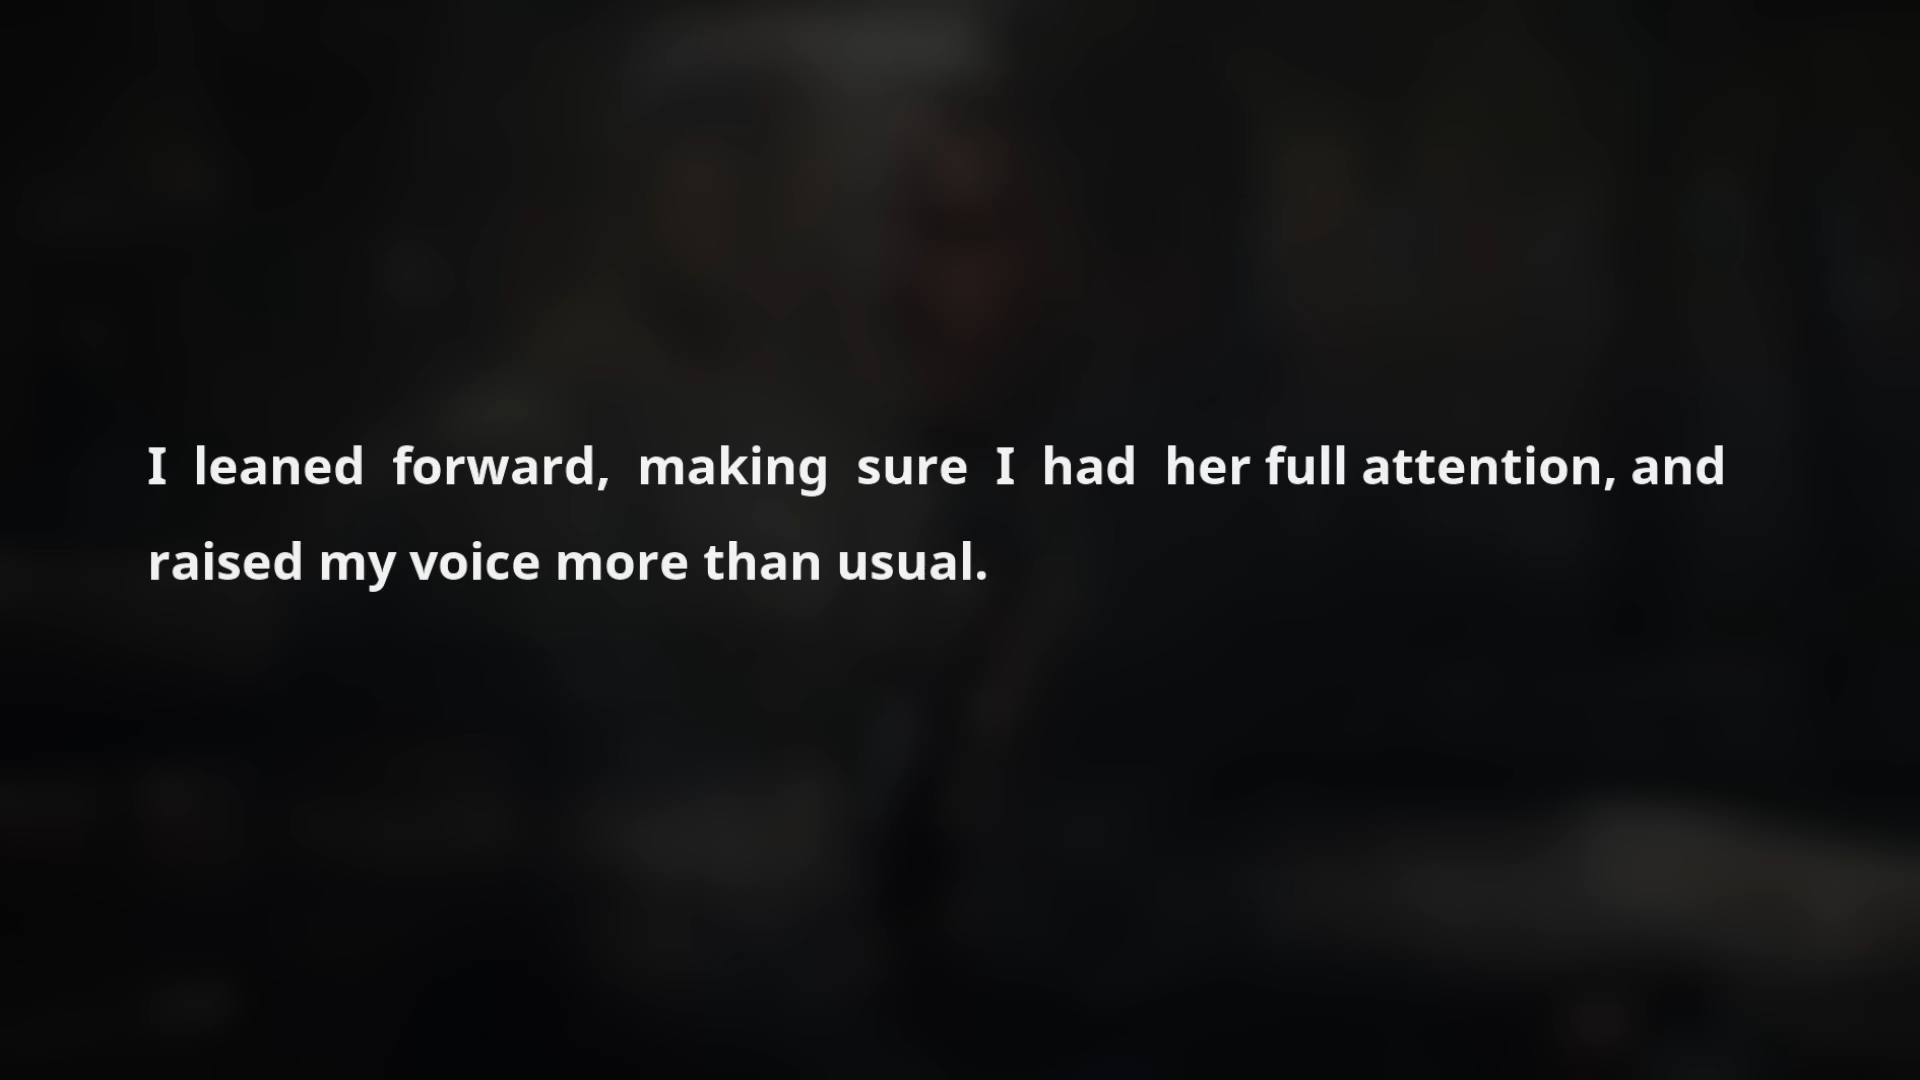 I leaned forward, making sure I had her full attention, and
raised my voice more than usual.